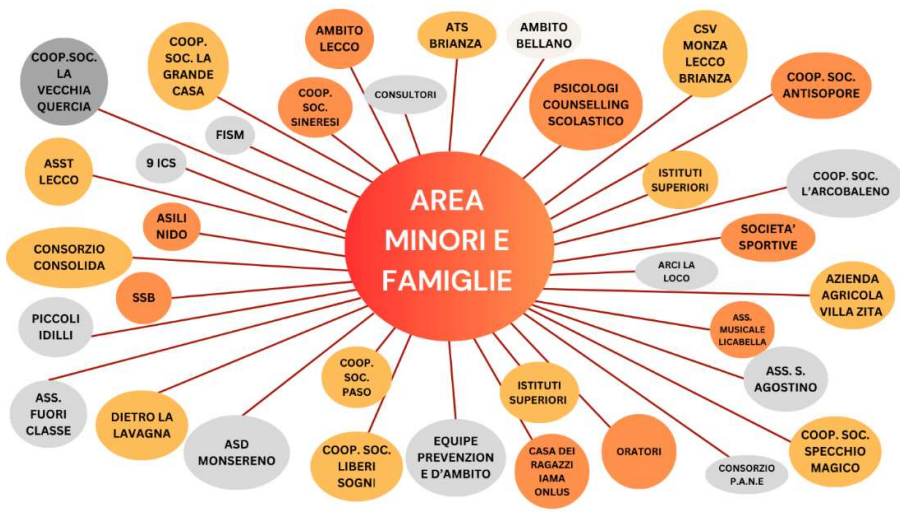 COOP.SOC.
LA
VECCHIA
QUERCIA
COOP.
SOC. LA
GRANDE
CASA
AMBITO
LECCO
ATS
BRIANZA
AMBITO
BELLANO
CSV
MONZA
LECCO
BRIANZA
COOP. SOC.
ANTISOPORE
COOP.
SOC.
SINERESI
CONSULTORI
PSICOLOGI
COUNSELLING
SCOLASTICO
FISM
9 ICS
ASST
LECCO
ISTITUTI
SUPERIORI
COOP. SOC.
L'ARCOBALENO
AREA
MINORI E
FAMIGLIE
ASILI
NIDO
SOCIETA'
SPORTIVE
CONSORZIO
CONSOLIDA
ARCI LA
LOCO
AZIENDA
AGRICOLA
VILLA ZITA
SSB
PICCOLI
IDILLI
ASS.
MUSICALE
LICABELLA
ASS. S.
AGOSTINO
COOP.
SOC.
PASO
ISTITUTI
SUPERIORI
ASS.
FUORI
CLASSE
DIETRO LA
LAVAGNA
ASD
MONSERENO
COOP. SOC.
LIBERI
SOGNI
EQUIPE
PREVENZION
E D'AMBITO
CASA DEI
RAGAZZI
IAMA
ONLUS
ORATORI
CONSORZIO
P.A.N.E
COOP. SOC.
SPECCHIO
MAGICO